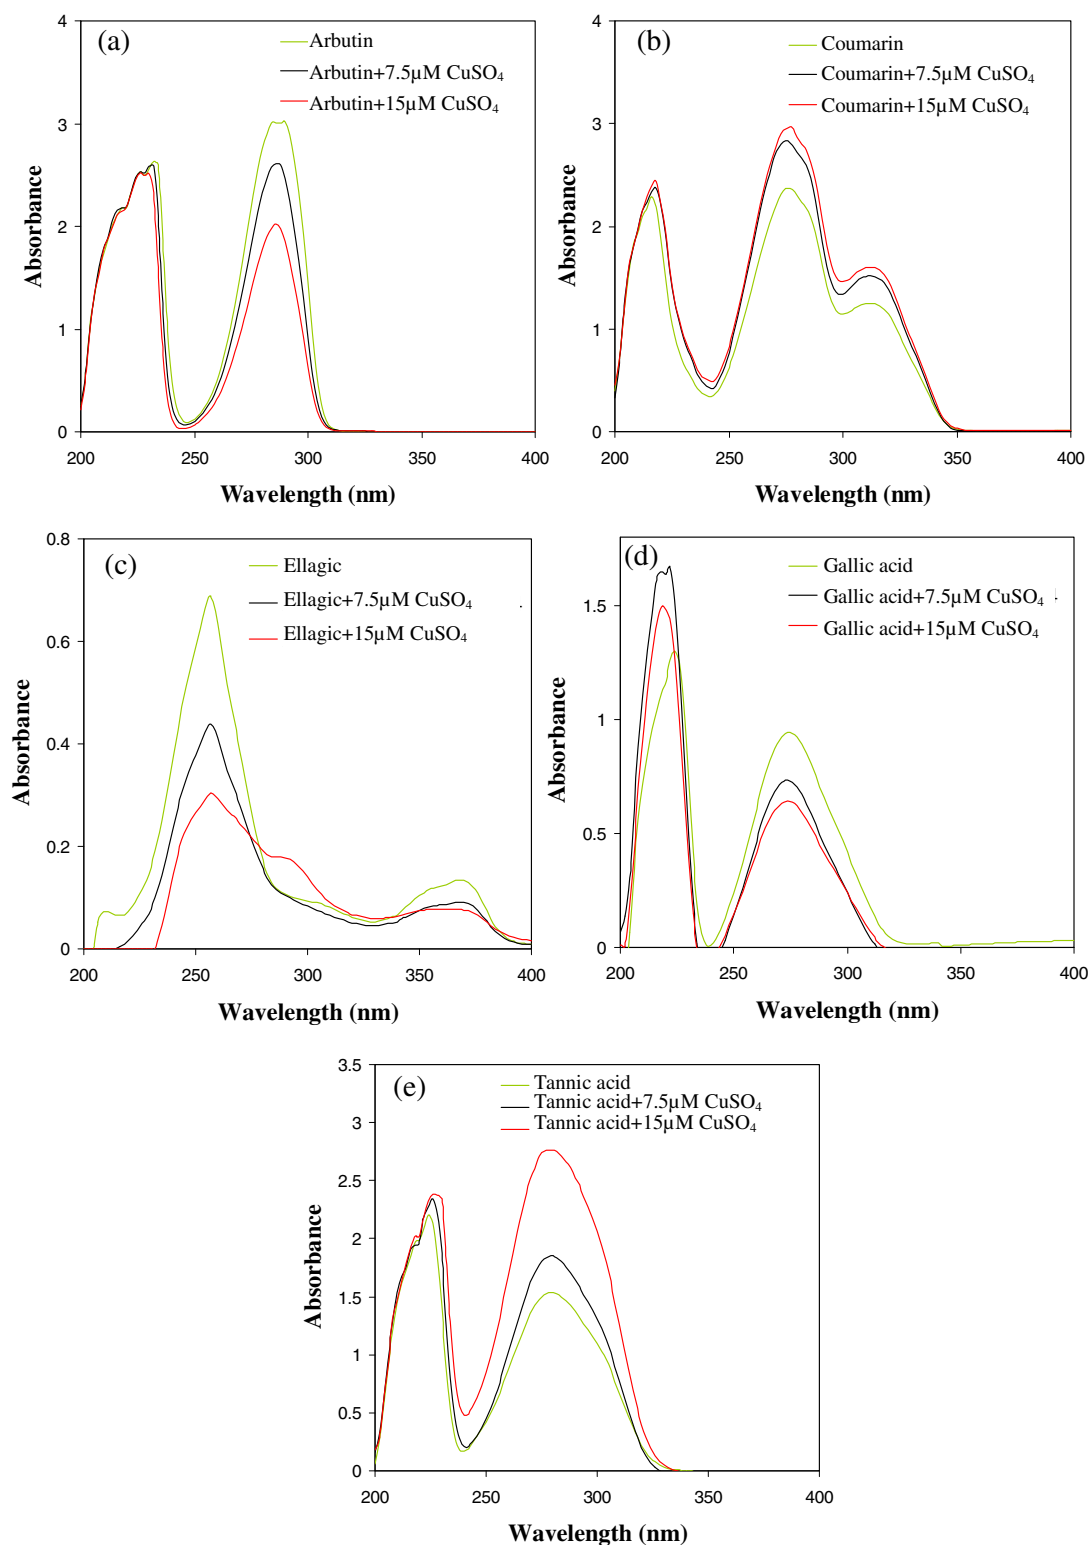 (a)
Arbutin
Arbutin+7.5µM CuSO₄
Arbutin+15µM CuSO₄
4
3
2
1
0
200 250 300 350 400
Absorbance
Wavelength (nm)
(b)
Coumarin
Coumarin+7.5µM CuSO₄
Coumarin+15µM CuSO₄
4
3
2
1
0
200 250 300 350 400
Absorbance
Wavelength (nm)
(c)
Ellagic
Ellagic+7.5µM CuSO₄
Ellagic+15µM CuSO₄
0.8
0.6
0.4
0.2
0
200 250 300 350 400
Absorbance
Wavelength (nm)
(d)
Gallic acid
Gallic acid+7.5µM CuSO₄
Gallic acid+15µM CuSO₄
1.5
1
0.5
0
200 250 300 350 400
Absorbance
Wavelength (nm)
(e)
Tannic acid
Tannic acid+7.5µM CuSO₄
Tannic acid+15µM CuSO₄
3.5
3
2.5
2
1.5
1
0.5
0
200 250 300 350 400
Absorbance
Wavelength (nm)